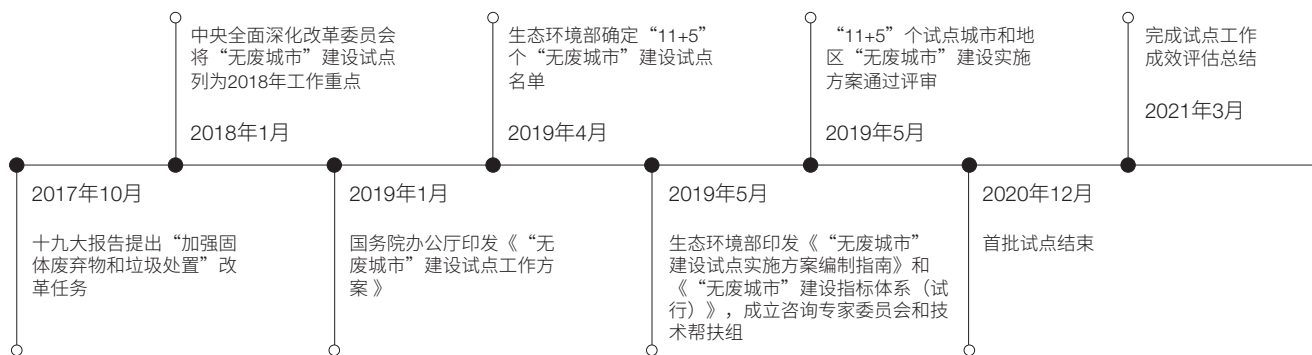 中央全面深化改革委员会
将“无废城市”建设试点
列为2018年工作重点
2018年1月
生态环境部确定“11+5”
个“无废城市”建设试点
名单
2019年4月
“11+5”个试点城市和地
区“无废城市”建设实施
方案通过评审
2019年5月
完成试点工作
成效评估总结
2021年3月
2017年10月
十九大报告提出“加强固
体废弃物和垃圾处置”改
革任务
2019年1月
国务院办公厅印发《“无
废城市”建设试点工作方
案 》
2019年5月
生态环境部印发《“无废城市”
建设试点实施方案编制指南》和
《“无废城市”建设指标体系（试
行）》，成立咨询专家委员会和技
术帮扶组
2020年12月
首批试点结束